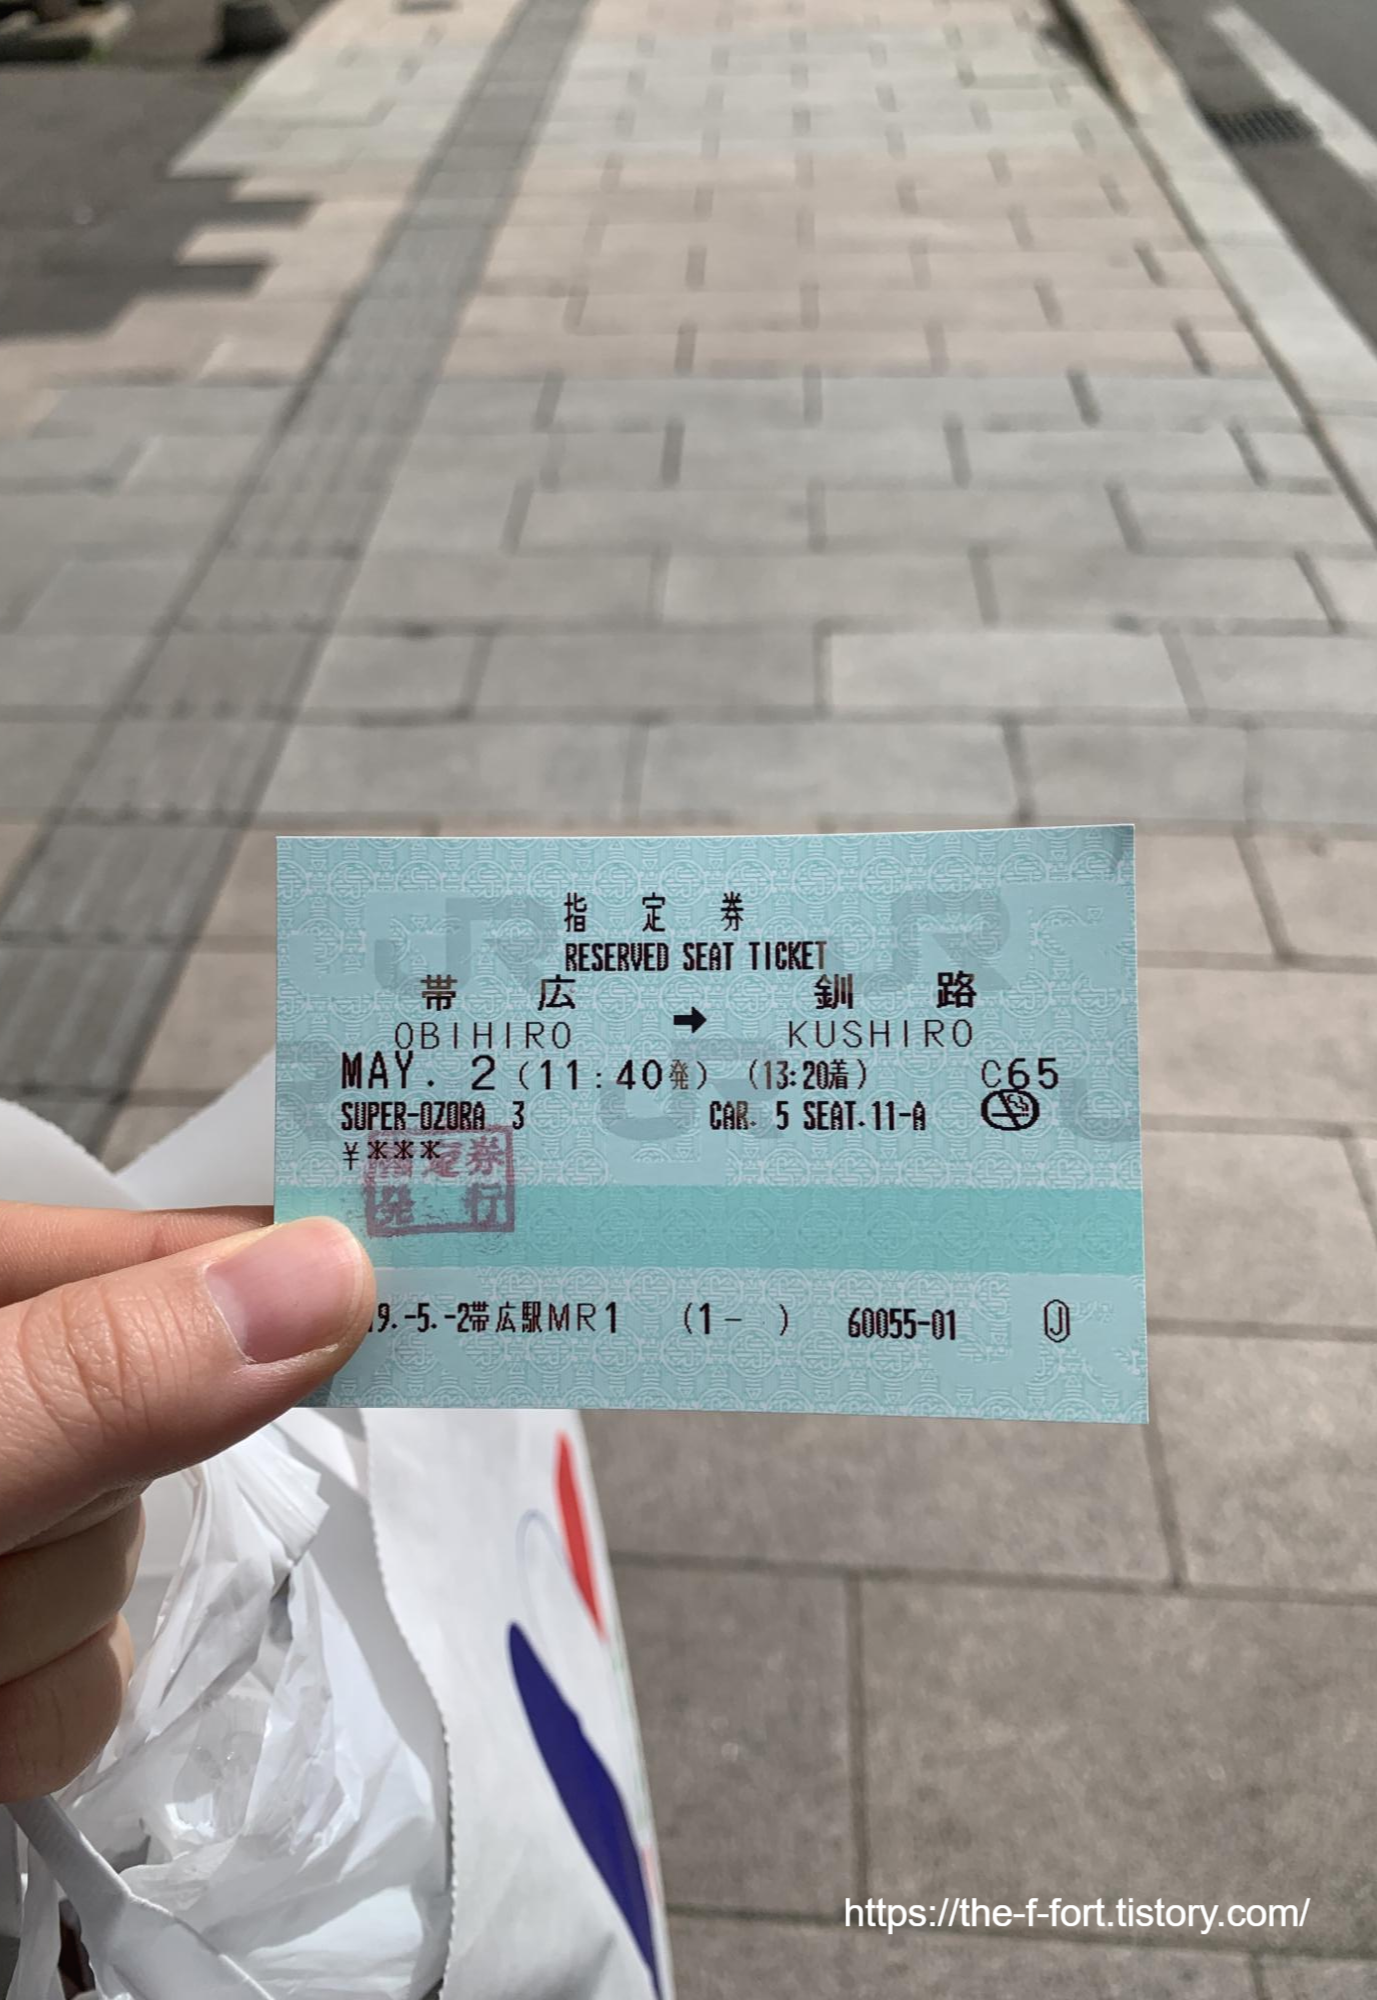 指 定 券
RESERVED SEAT TICKET
帯 広 → 釧 路
OBIHIRO KUSHIRO
MAY. 2 (11:40発) (13:20着) C65
SUPER-OZORA 3 CAR. 5 SEAT.11-A
¥***
指定券
発行
9.-5.-2帯広駅MR1 (1- ) 60055-01 Ⓙ
https://the-f-fort.tistory.com/